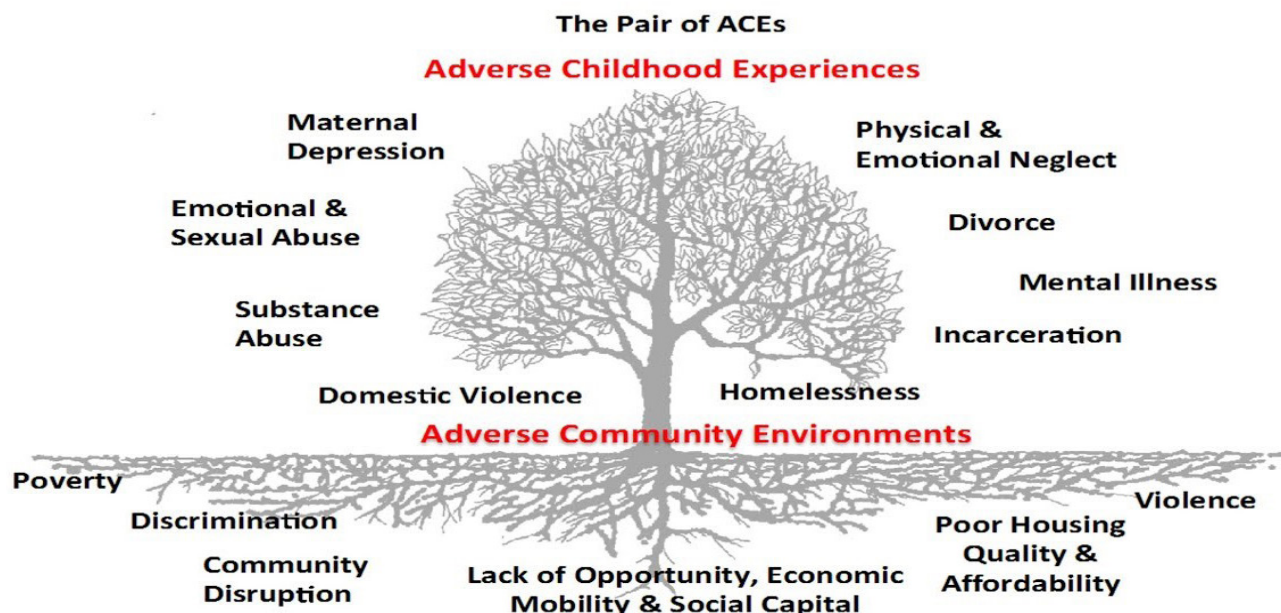 The Pair of ACEs
Adverse Childhood Experiences
Maternal
Depression
Physical &
Emotional Neglect
Emotional &
Sexual Abuse
Divorce
Mental Illness
Substance
Abuse
Incarceration
Domestic Violence
Homelessness
Adverse Community Environments
Poverty
Violence
Discrimination
Poor Housing
Quality &
Affordability
Community
Disruption
Lack of Opportunity, Economic
Mobility & Social Capital